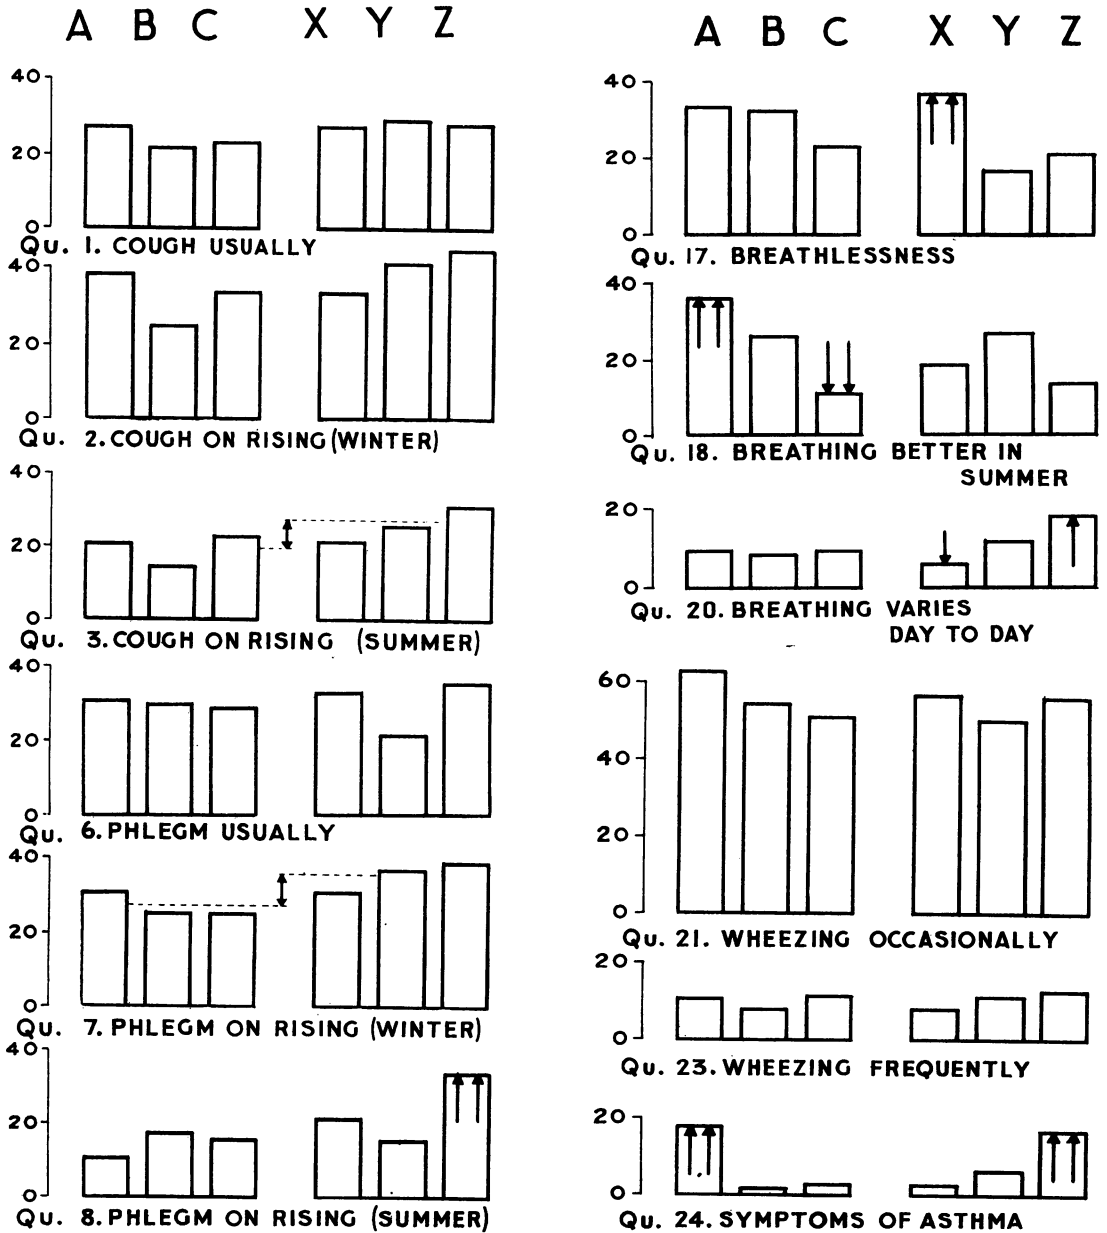 A B C X Y Z
40
20
0
Qu. 1. COUGH USUALLY
40
20
0
Qu. 2. COUGH ON RISING (WINTER)
40
20
0
Qu. 3. COUGH ON RISING (SUMMER)
40
20
0
Qu. 6. PHLEGM USUALLY
40
20
0
Qu. 7. PHLEGM ON RISING (WINTER)
40
20
0
Qu. 8. PHLEGM ON RISING (SUMMER)
A B C X Y Z
40
20
0
Qu. 17. BREATHLESSNESS
40
20
0
Qu. 18. BREATHING BETTER IN
SUMMER
20
0
Qu. 20. BREATHING VARIES
DAY TO DAY
60
40
20
0
Qu. 21. WHEEZING OCCASIONALLY
20
0
Qu. 23. WHEEZING FREQUENTLY
20
0
Qu. 24. SYMPTOMS OF ASTHMA